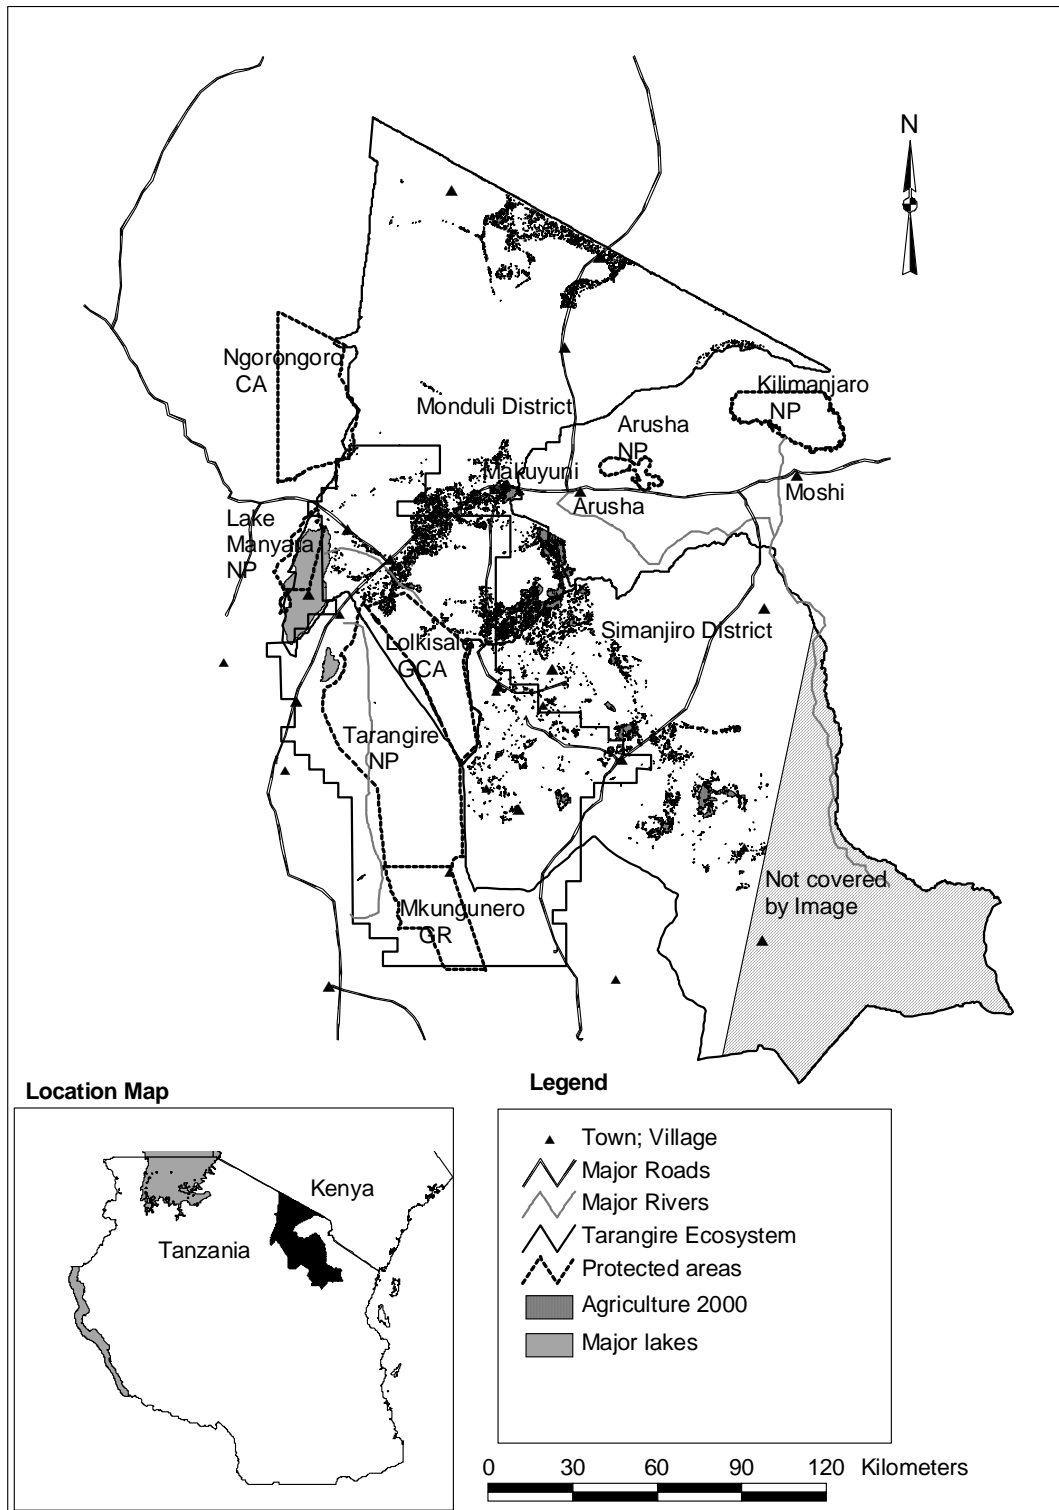 N
Ngorongoro
CA
Monduli District
Kilimanjaro
NP
Arusha
NP
Makuyuni
Arusha
Moshi
Lake
Manyara
NP
Lolkisale
GCA
Simanjiro District
Tarangire
NP
Not covered
by Image
Mkungunero
GR
Location Map
Kenya
Tanzania
Legend
Town; Village
Major Roads
Major Rivers
Tarangire Ecosystem
Protected areas
Agriculture 2000
Major lakes
0 30 60 90 120 Kilometers